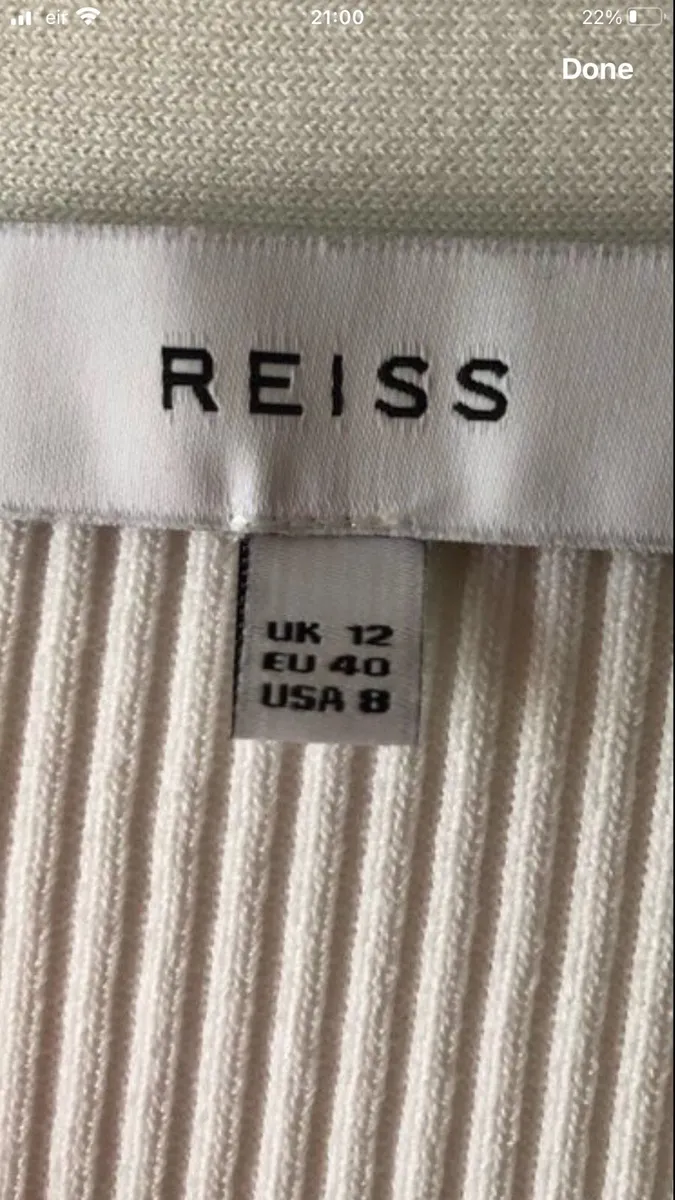 eir 21:00 22%
Done
REISS
UK 12
EU 40
USA 8